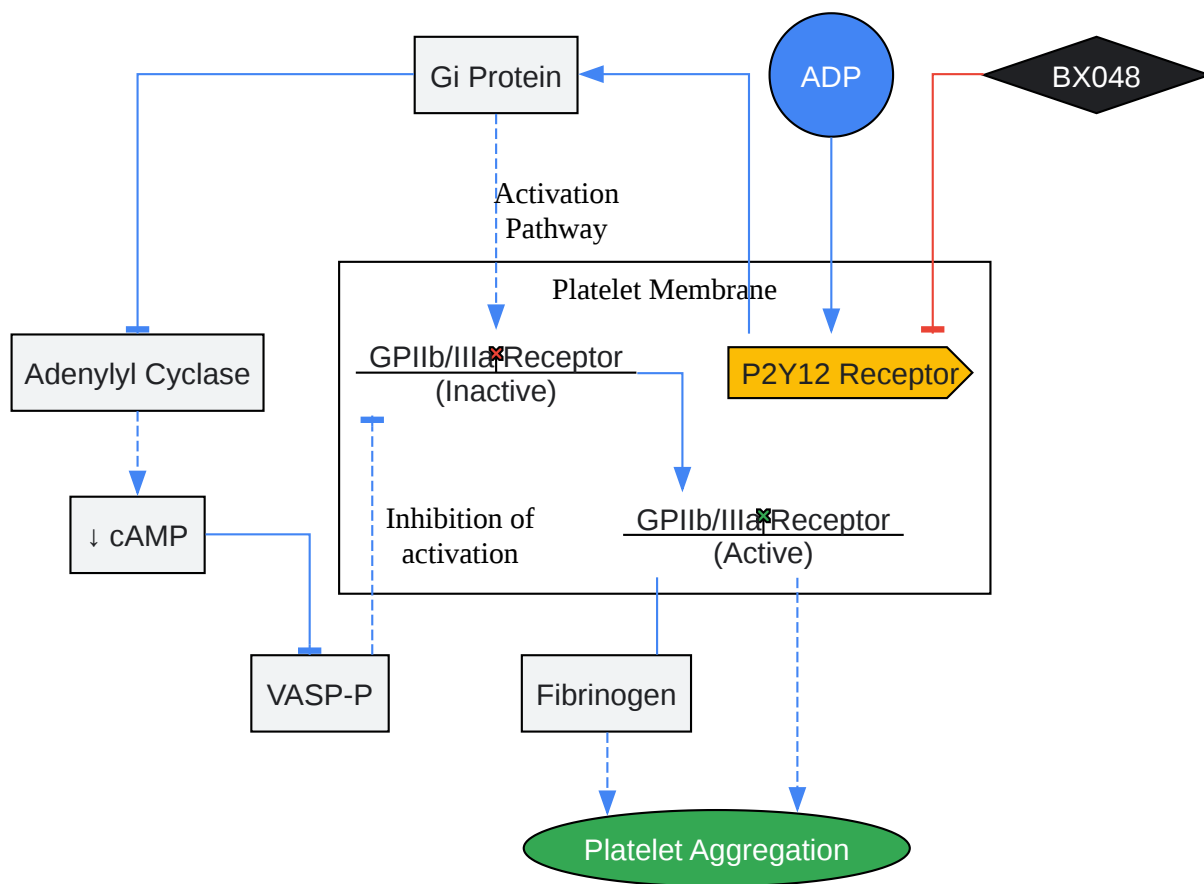 Gi Protein
ADP
BX048
Activation
Pathway
Platelet Membrane
GPIIb/IIIa Receptor
(Inactive)
P2Y12 Receptor
Adenylyl Cyclase
↓ cAMP
Inhibition of
activation
GPIIb/IIIa Receptor
(Active)
VASP-P
Fibrinogen
Platelet Aggregation